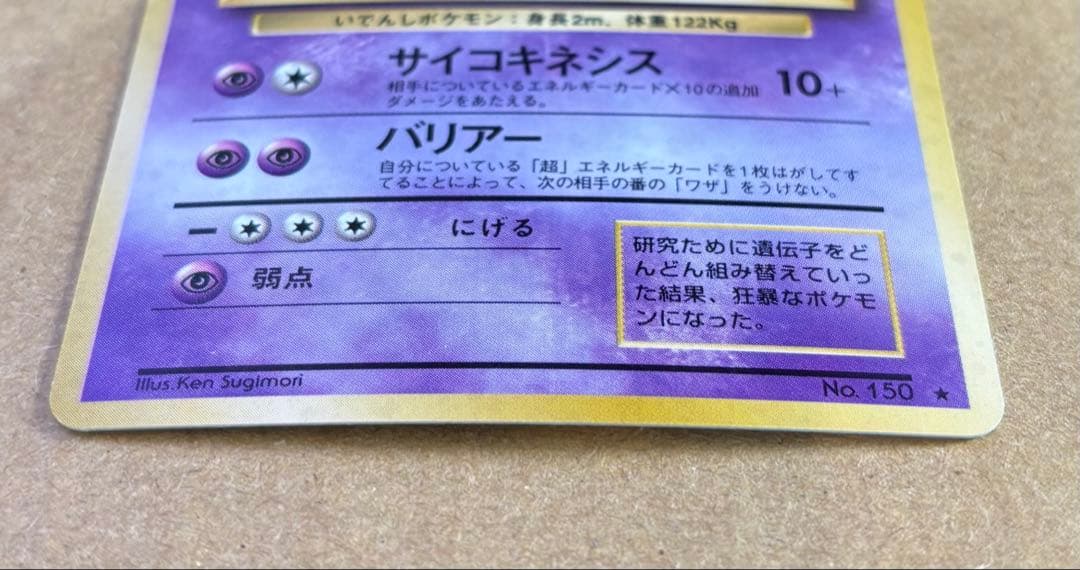 いでんしポケモン：身長2m、体重122Kg
サイコキネシス
相手についているエネルギーカード×10の追加 10+
ダメージをあたえる。
バリアー
自分についている「超」エネルギーカードを1枚はがしてす
てることによって、次の相手の番の「ワザ」をうけない。
にげる
弱点
研究ために遺伝子をど
んどん組み替えていっ
た結果、狂暴なポケモ
ンになった。
Illus.Ken Sugimori
No. 150 ★